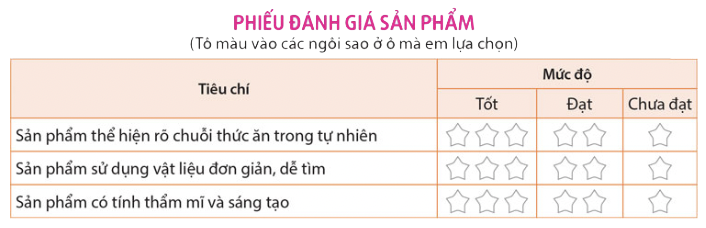 PHIẾU ĐÁNH GIÁ SẢN PHẨM
(Tô màu vào các ngôi sao ở ô mà em lựa chọn)
Tiêu chí
Mức độ
Tốt
Đạt
Chưa đạt
Sản phẩm thể hiện rõ chuỗi thức ăn trong tự nhiên
Sản phẩm sử dụng vật liệu đơn giản, dễ tìm
Sản phẩm có tính thẩm mĩ và sáng tạo